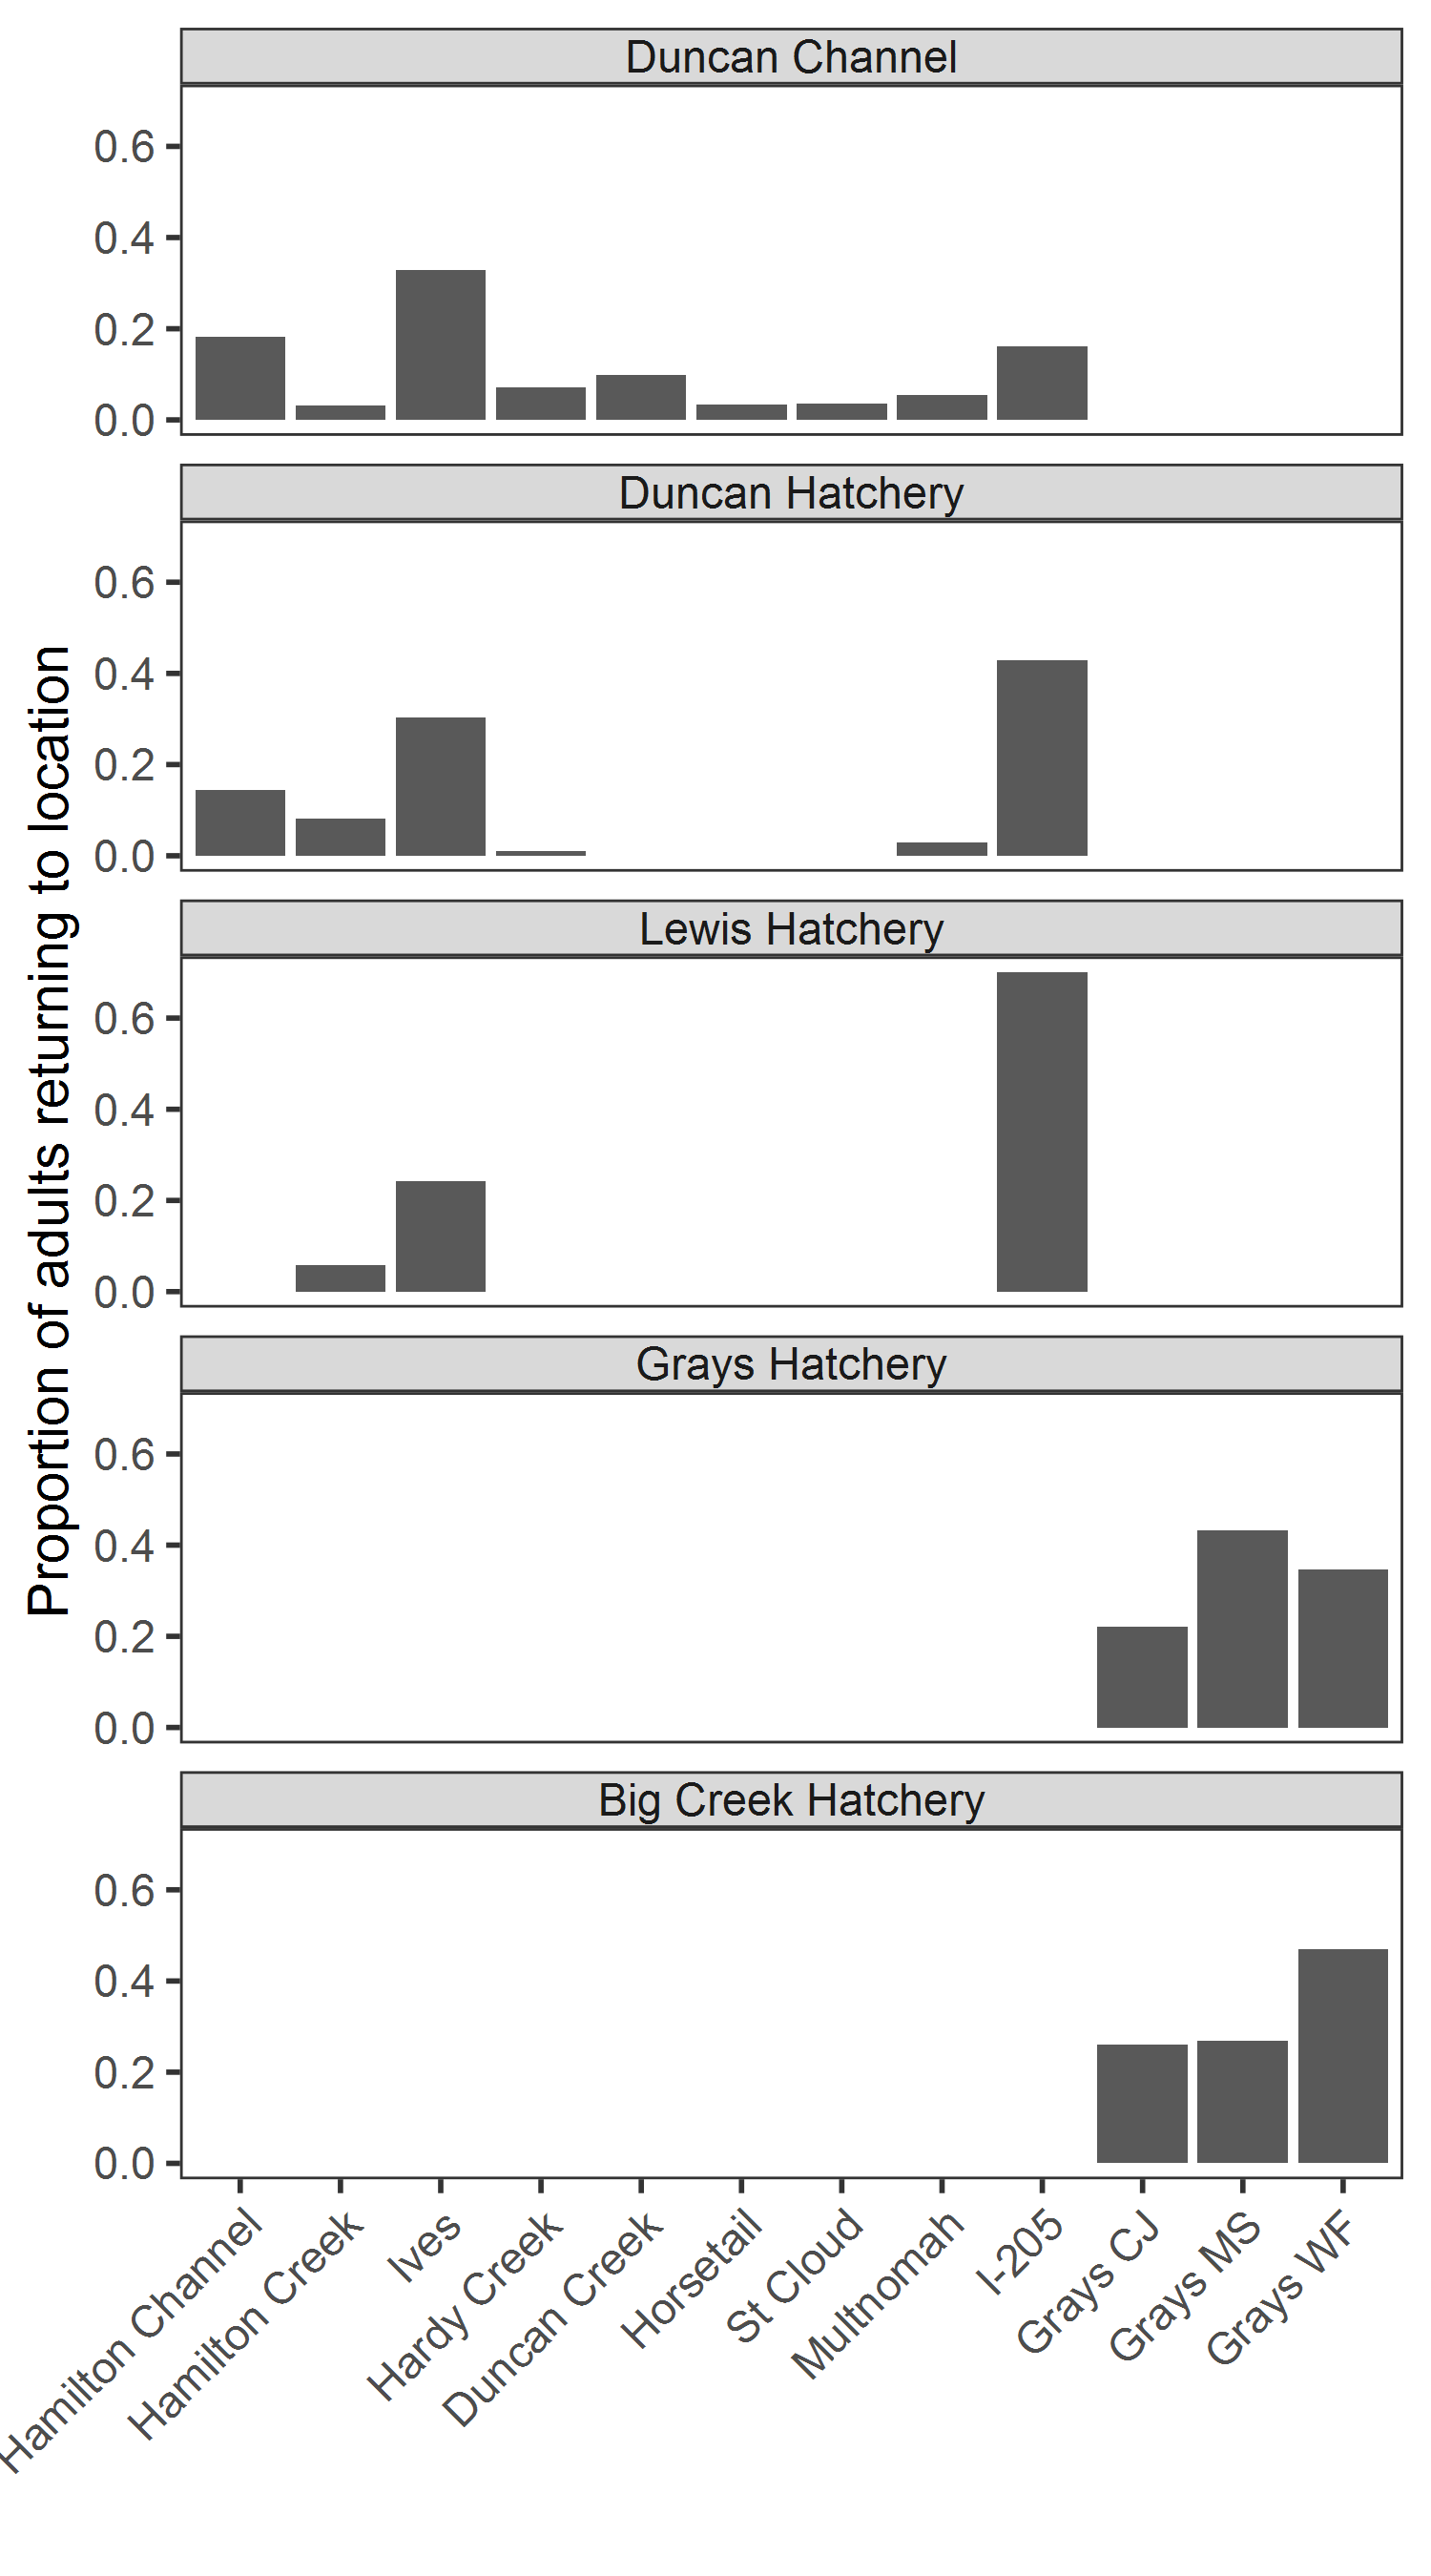 Duncan Channel
0.6
0.4
0.2
0.0
Duncan Hatchery
0.6
0.4
0.2
0.0
Lewis Hatchery
0.6
0.4
0.2
0.0
Grays Hatchery
0.6
0.4
0.2
0.0
Big Creek Hatchery
0.6
0.4
0.2
0.0
Proportion of adults returning to location
Hamilton Channel
Hamilton Creek
Ives
Hardy Creek
Duncan Creek
Horsetail
St Cloud
Multnomah
I-205
Grays CJ
Grays MS
Grays WF